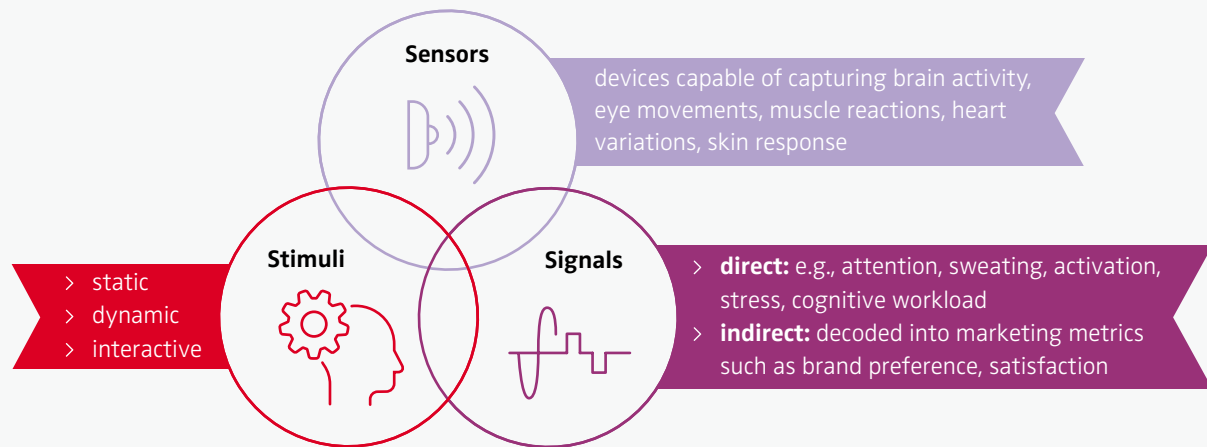 Sensors
devices capable of capturing brain activity,
eye movements, muscle reactions, heart
variations, skin response
Stimuli
> static
> dynamic
> interactive
Signals
> direct: e.g., attention, sweating, activation,
stress, cognitive workload
> indirect: decoded into marketing metrics
such as brand preference, satisfaction